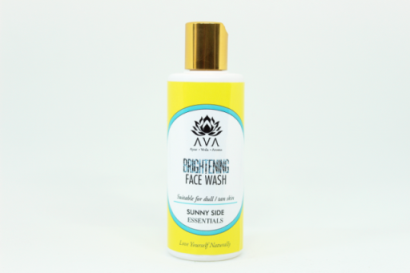 AVA
BRIGHTENING
FACE WASH
Suitable for dull / tan skin
SUNNY SIDE
ESSENTIALS
Love Yourself Naturally